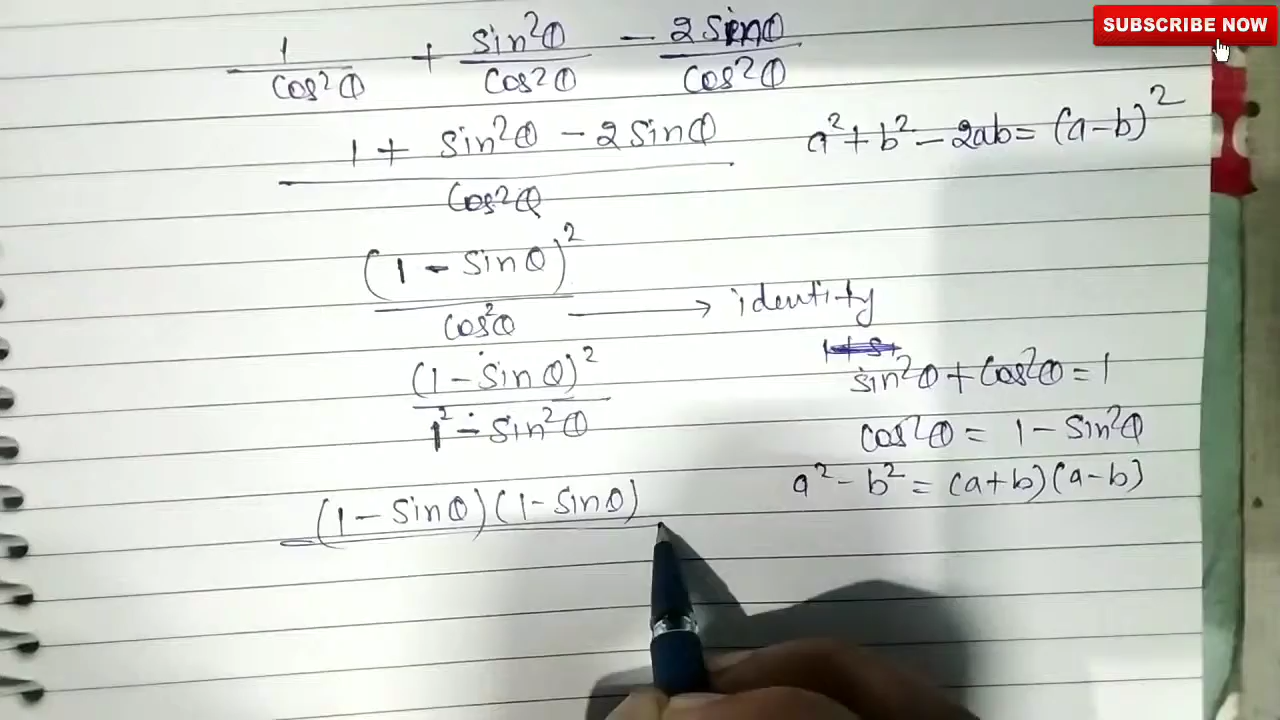 SUBSCRIBE NOW
1/cos²θ + sin²θ/cos²θ - 2sinθ/cos²θ
(1 + sin²θ - 2sinθ)/cos²θ
a² + b² - 2ab = (a-b)²
(1 - sinθ)²/cos²θ → identity
sin²θ + cos²θ = 1
(1 - sinθ)²/(1² - sin²θ)
cos²θ = 1 - sin²θ
a² - b² = (a+b)(a-b)
(1 - sinθ)(1 - sinθ)